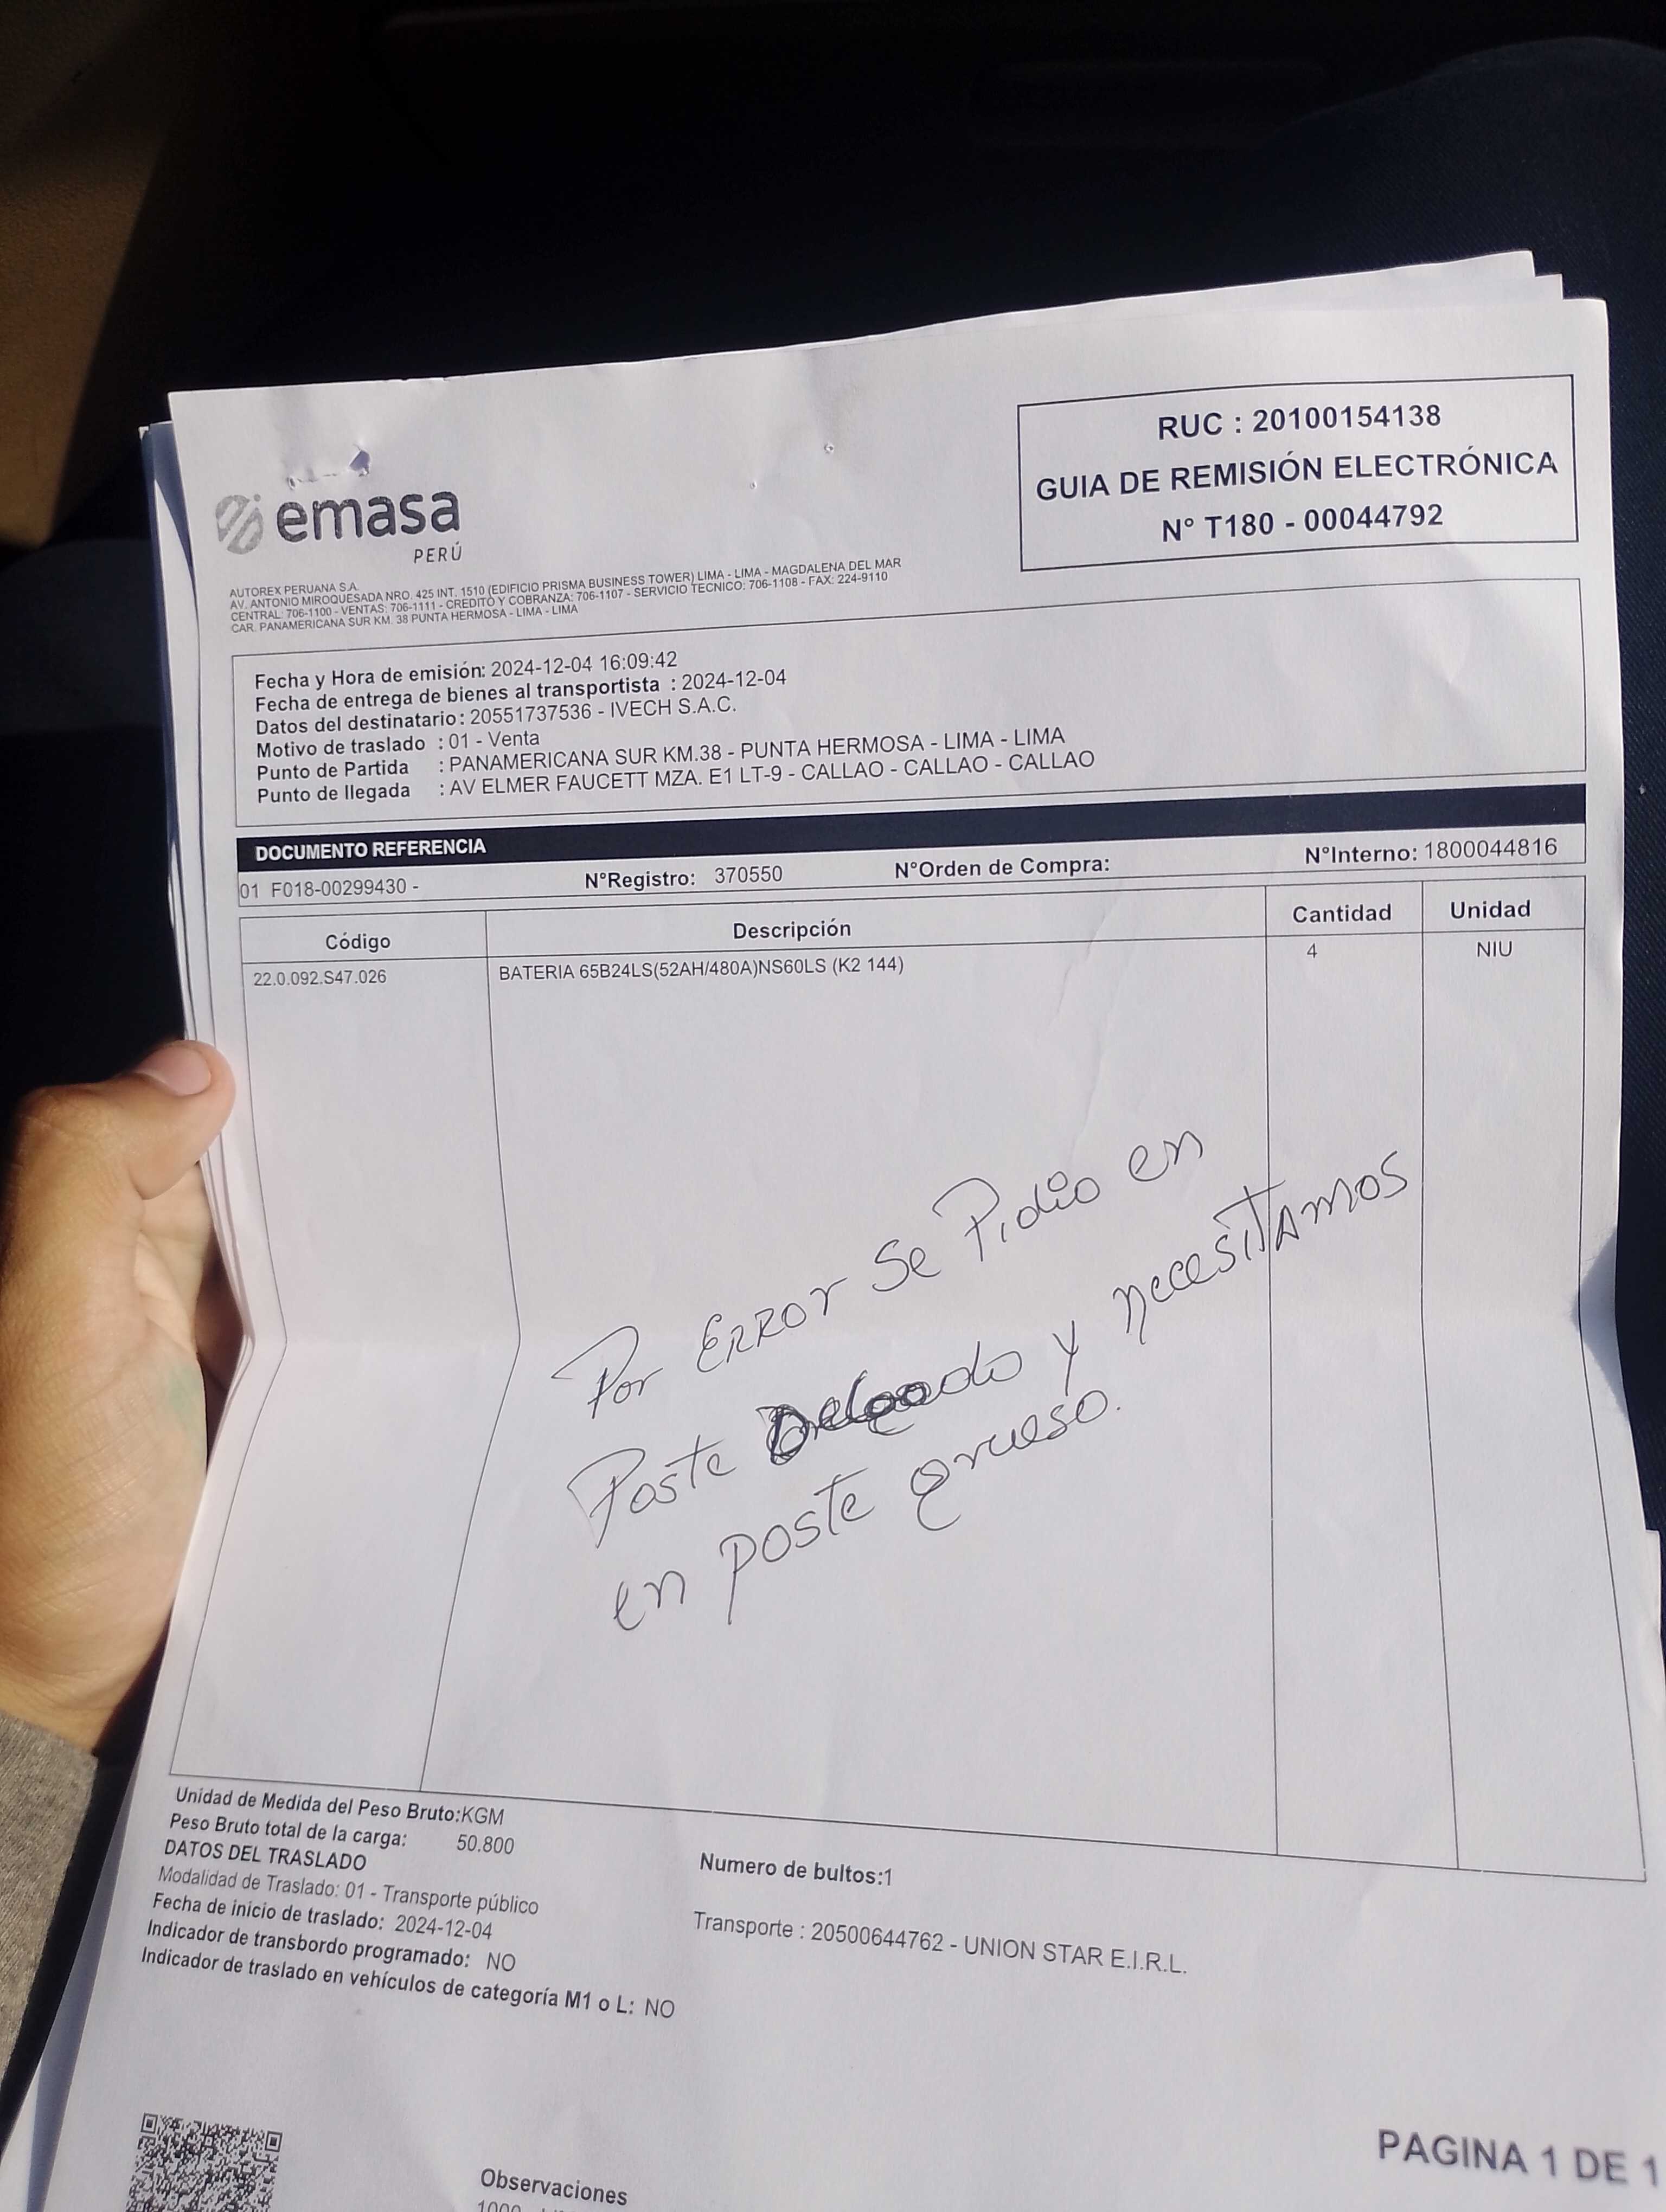 emasa
PERÚ
RUC : 20100154138
GUIA DE REMISIÓN ELECTRÓNICA
N° T180 - 00044792
AUTOREX PERUANA S.A.
AV. ANTONIO MIROQUESADA NRO. 425 INT. 1510 (EDIFICIO PRISMA BUSINESS TOWER) LIMA - LIMA - MAGDALENA DEL MAR
CENTRAL: 706-1100 - VENTAS: 706-1111 - CREDITO Y COBRANZA: 706-1107 - SERVICIO TECNICO: 706-1108 - FAX: 224-9110
CAR. PANAMERICANA SUR KM. 38 PUNTA HERMOSA - LIMA - LIMA
Fecha y Hora de emisión: 2024-12-04 16:09:42
Fecha de entrega de bienes al transportista : 2024-12-04
Datos del destinatario: 20551737536 - IVECH S.A.C.
Motivo de traslado : 01 - Venta
Punto de Partida : PANAMERICANA SUR KM.38 - PUNTA HERMOSA - LIMA - LIMA
Punto de llegada : AV ELMER FAUCETT MZA. E1 LT-9 - CALLAO - CALLAO - CALLAO
DOCUMENTO REFERENCIA
01 F018-00299430 - N°Registro: 370550 N°Orden de Compra: N°Interno: 1800044816
Código Descripción Cantidad Unidad
22.0.092.S47.026 BATERIA 65B24LS(52AH/480A)NS60LS (K2 144) 4 NIU
Por ERROR Se Pidio en
Poste Delgado y necesitamos
en poste grueso.
Unidad de Medida del Peso Bruto:KGM
Peso Bruto total de la carga: 50.800
DATOS DEL TRASLADO
Numero de bultos:1
Modalidad de Traslado: 01 - Transporte público
Fecha de inicio de traslado: 2024-12-04
Transporte : 20500644762 - UNION STAR E.I.R.L.
Indicador de transbordo programado: NO
Indicador de traslado en vehículos de categoría M1 o L: NO
PAGINA 1 DE 1
Observaciones